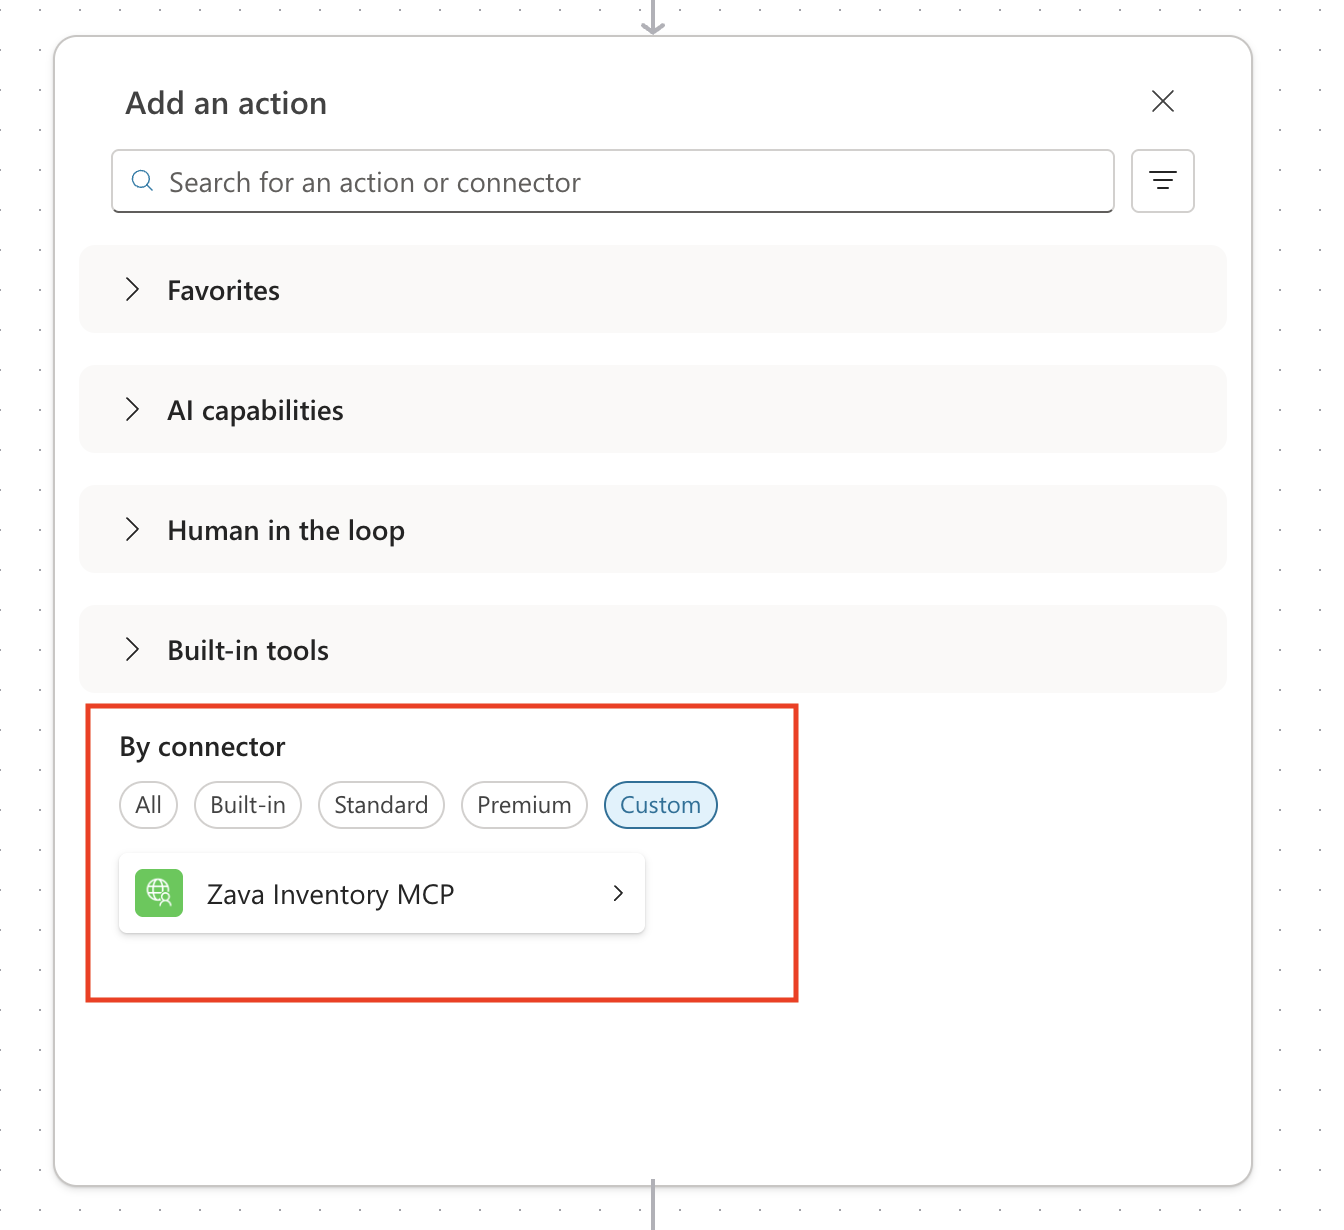 Add an action
Search for an action or connector
Favorites
AI capabilities
Human in the loop
Built-in tools
By connector
All Built-in Standard Premium Custom
Zava Inventory MCP